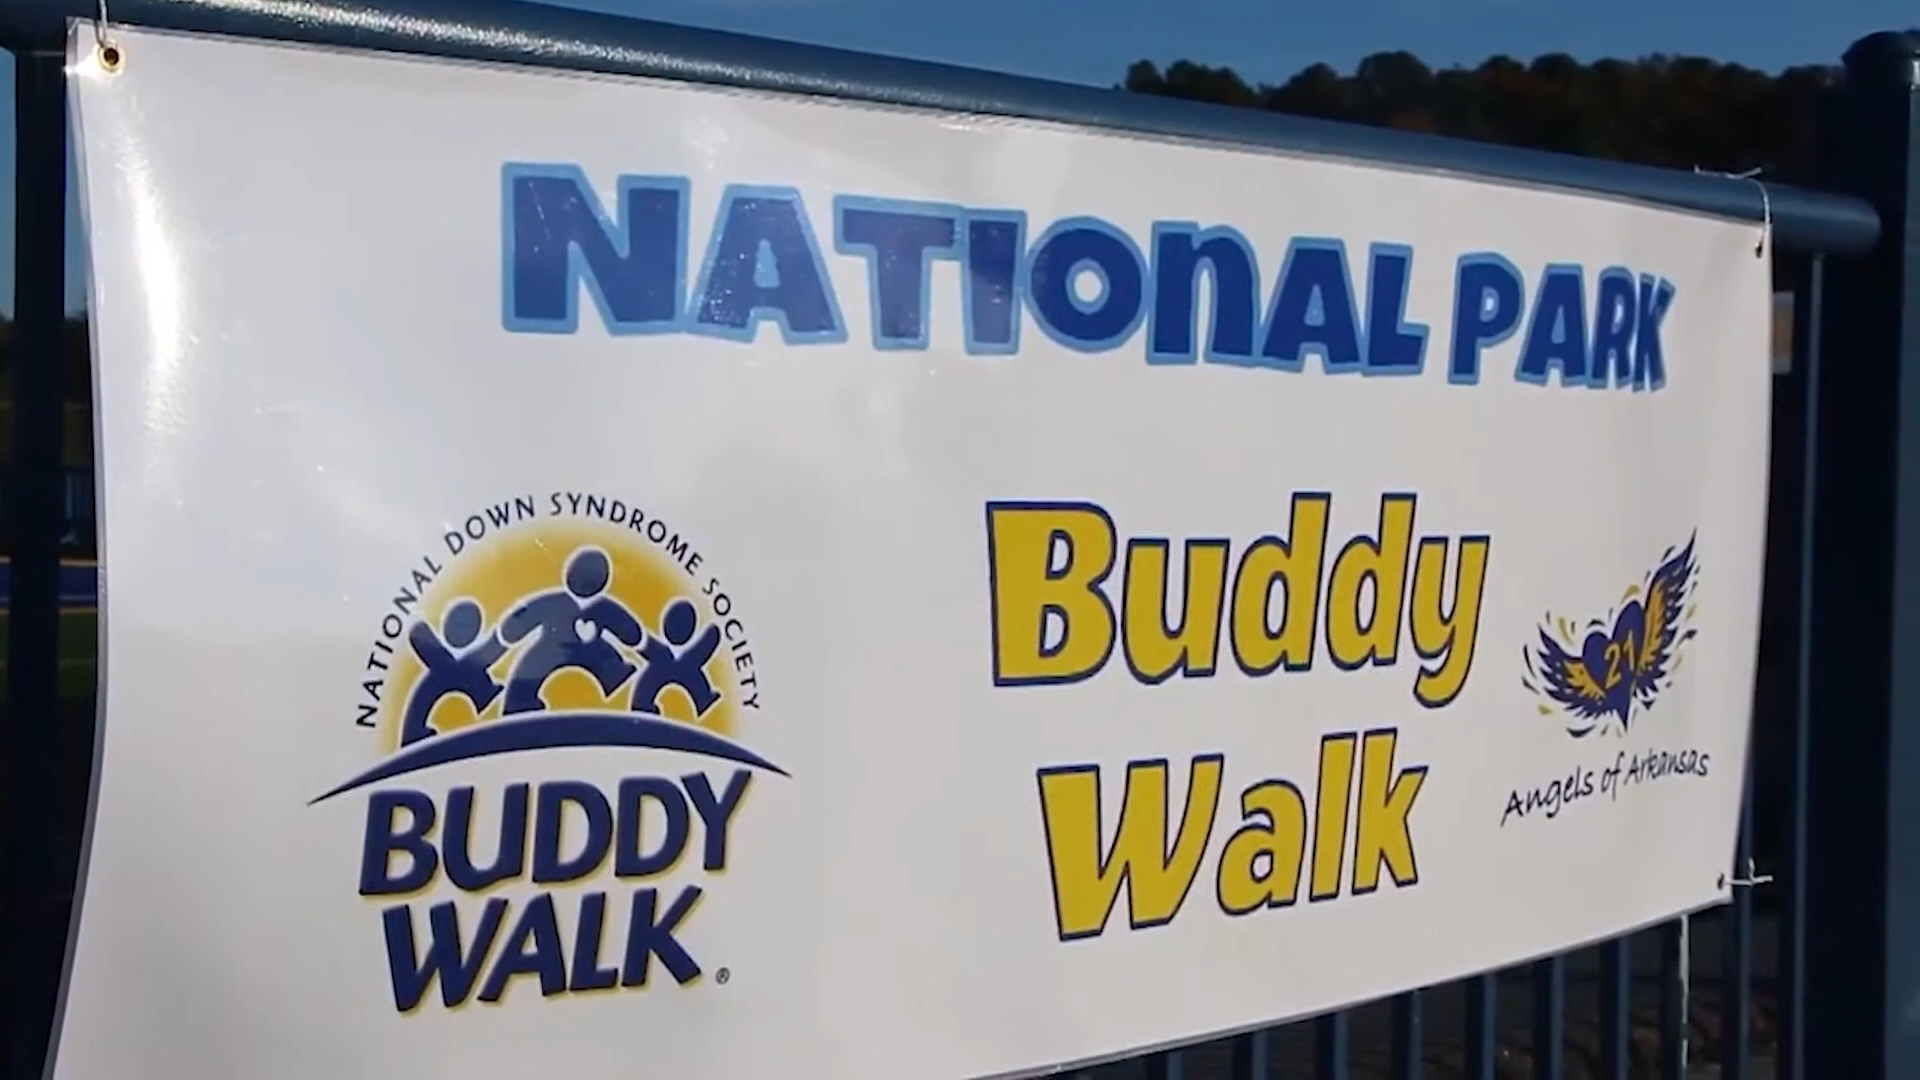 NATIONAL PARK
NATIONAL DOWN SYNDROME SOCIETY
BUDDY
WALK®
Buddy
Walk
21
Angels of Arkansas